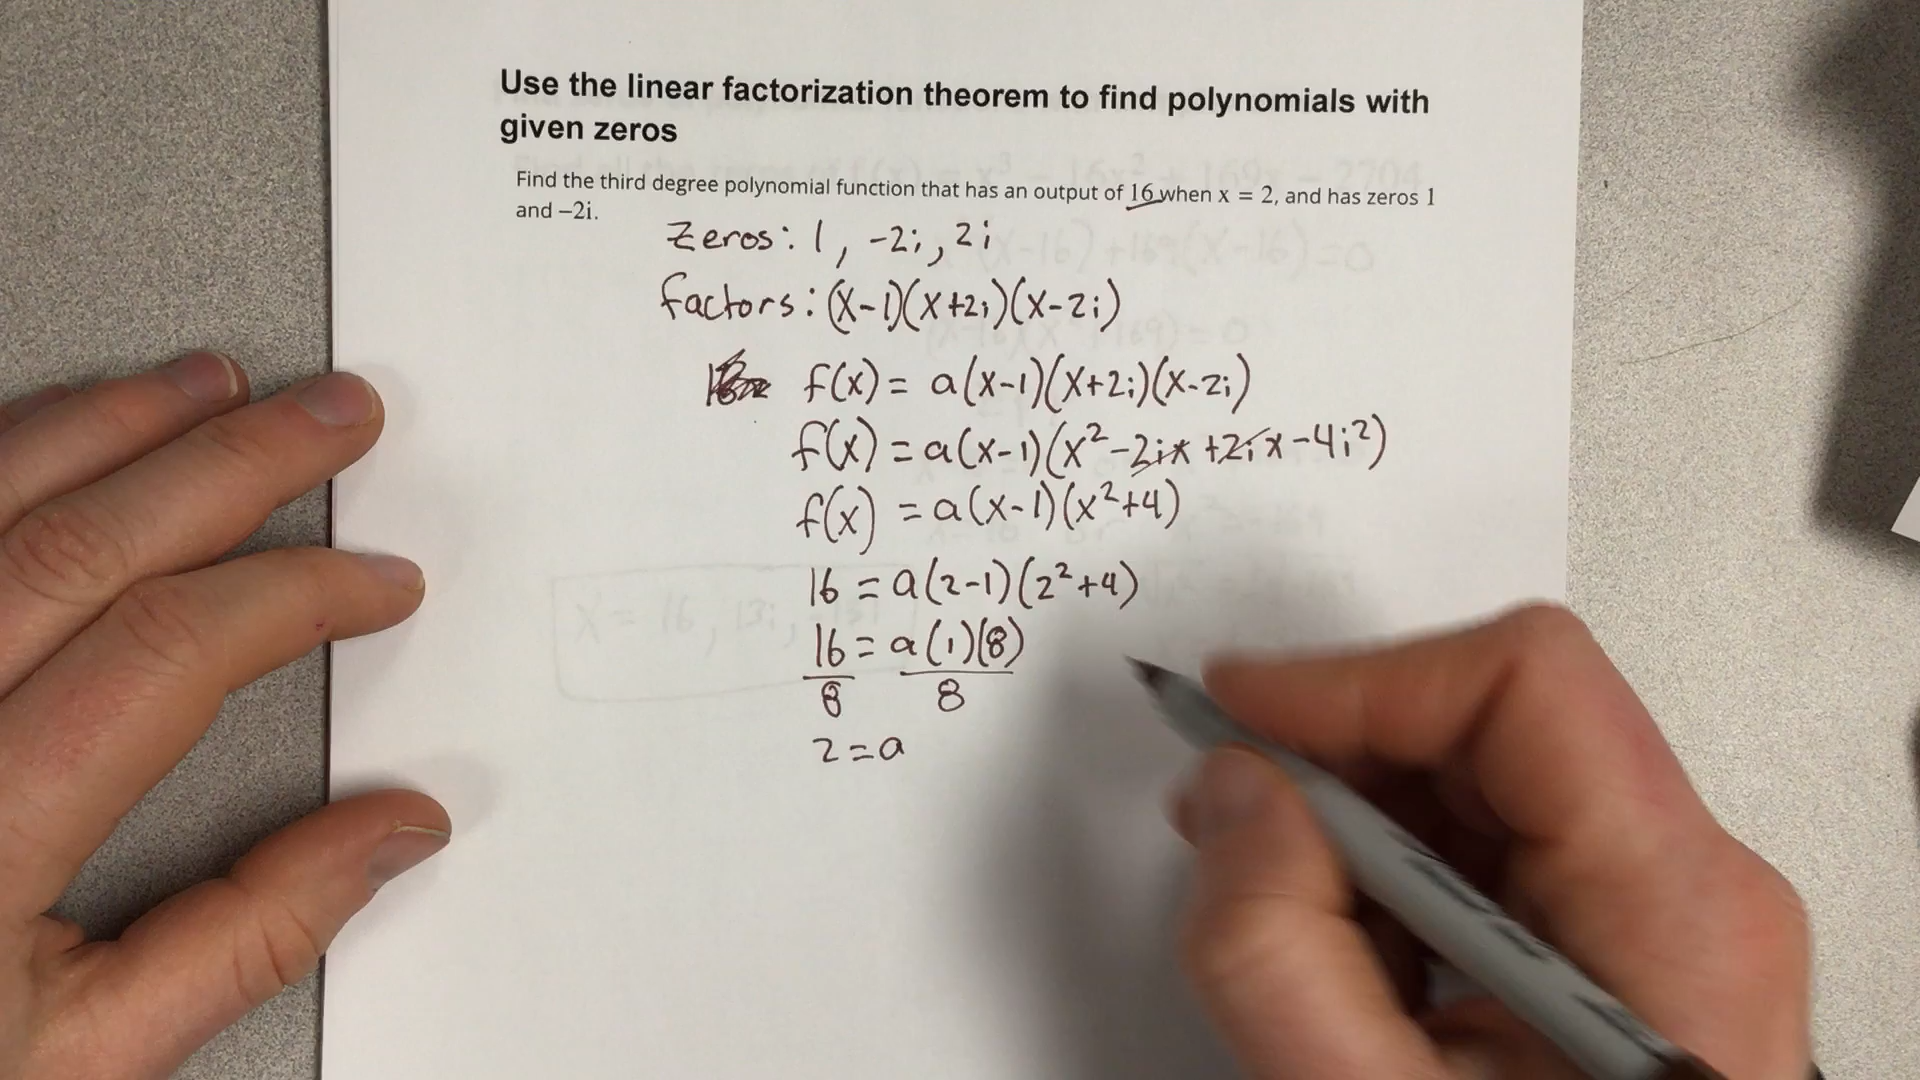 Use the linear factorization theorem to find polynomials with
given zeros
Find the third degree polynomial function that has an output of 16 when x = 2, and has zeros 1
and −2i.
Zeros: 1, -2i, 2i
factors: (x-1)(x+2i)(x-2i)
f(x) = a(x-1)(x+2i)(x-2i)
f(x) = a(x-1)(x²-2ix+2ix-4i²)
f(x) = a(x-1)(x²+4)
16 = a(2-1)(2²+4)
16 = a(1)(8)
8 8
2=a